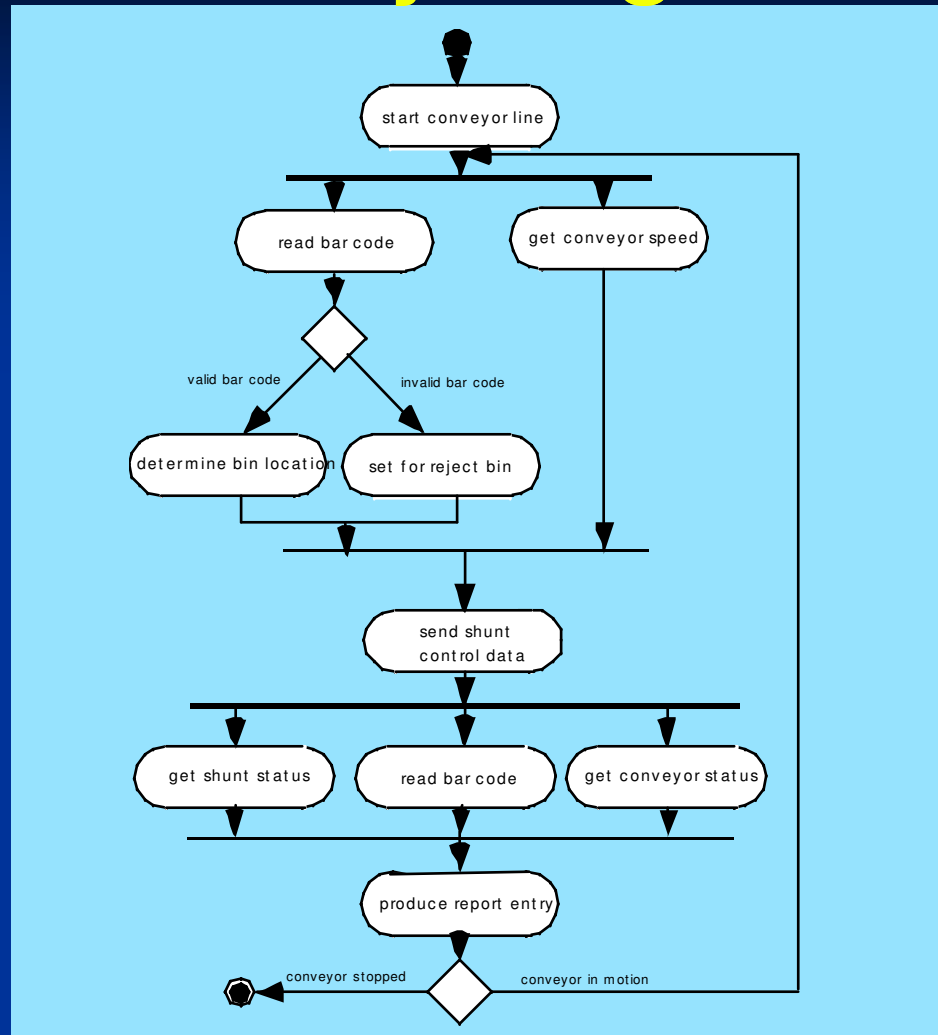 start conveyor line
read bar code
get conveyor speed
valid bar code
invalid bar code
determine bin location
set for reject bin
send shunt
control data
get shunt status
read bar code
get conveyor status
produce report entry
conveyor stopped
conveyor in motion